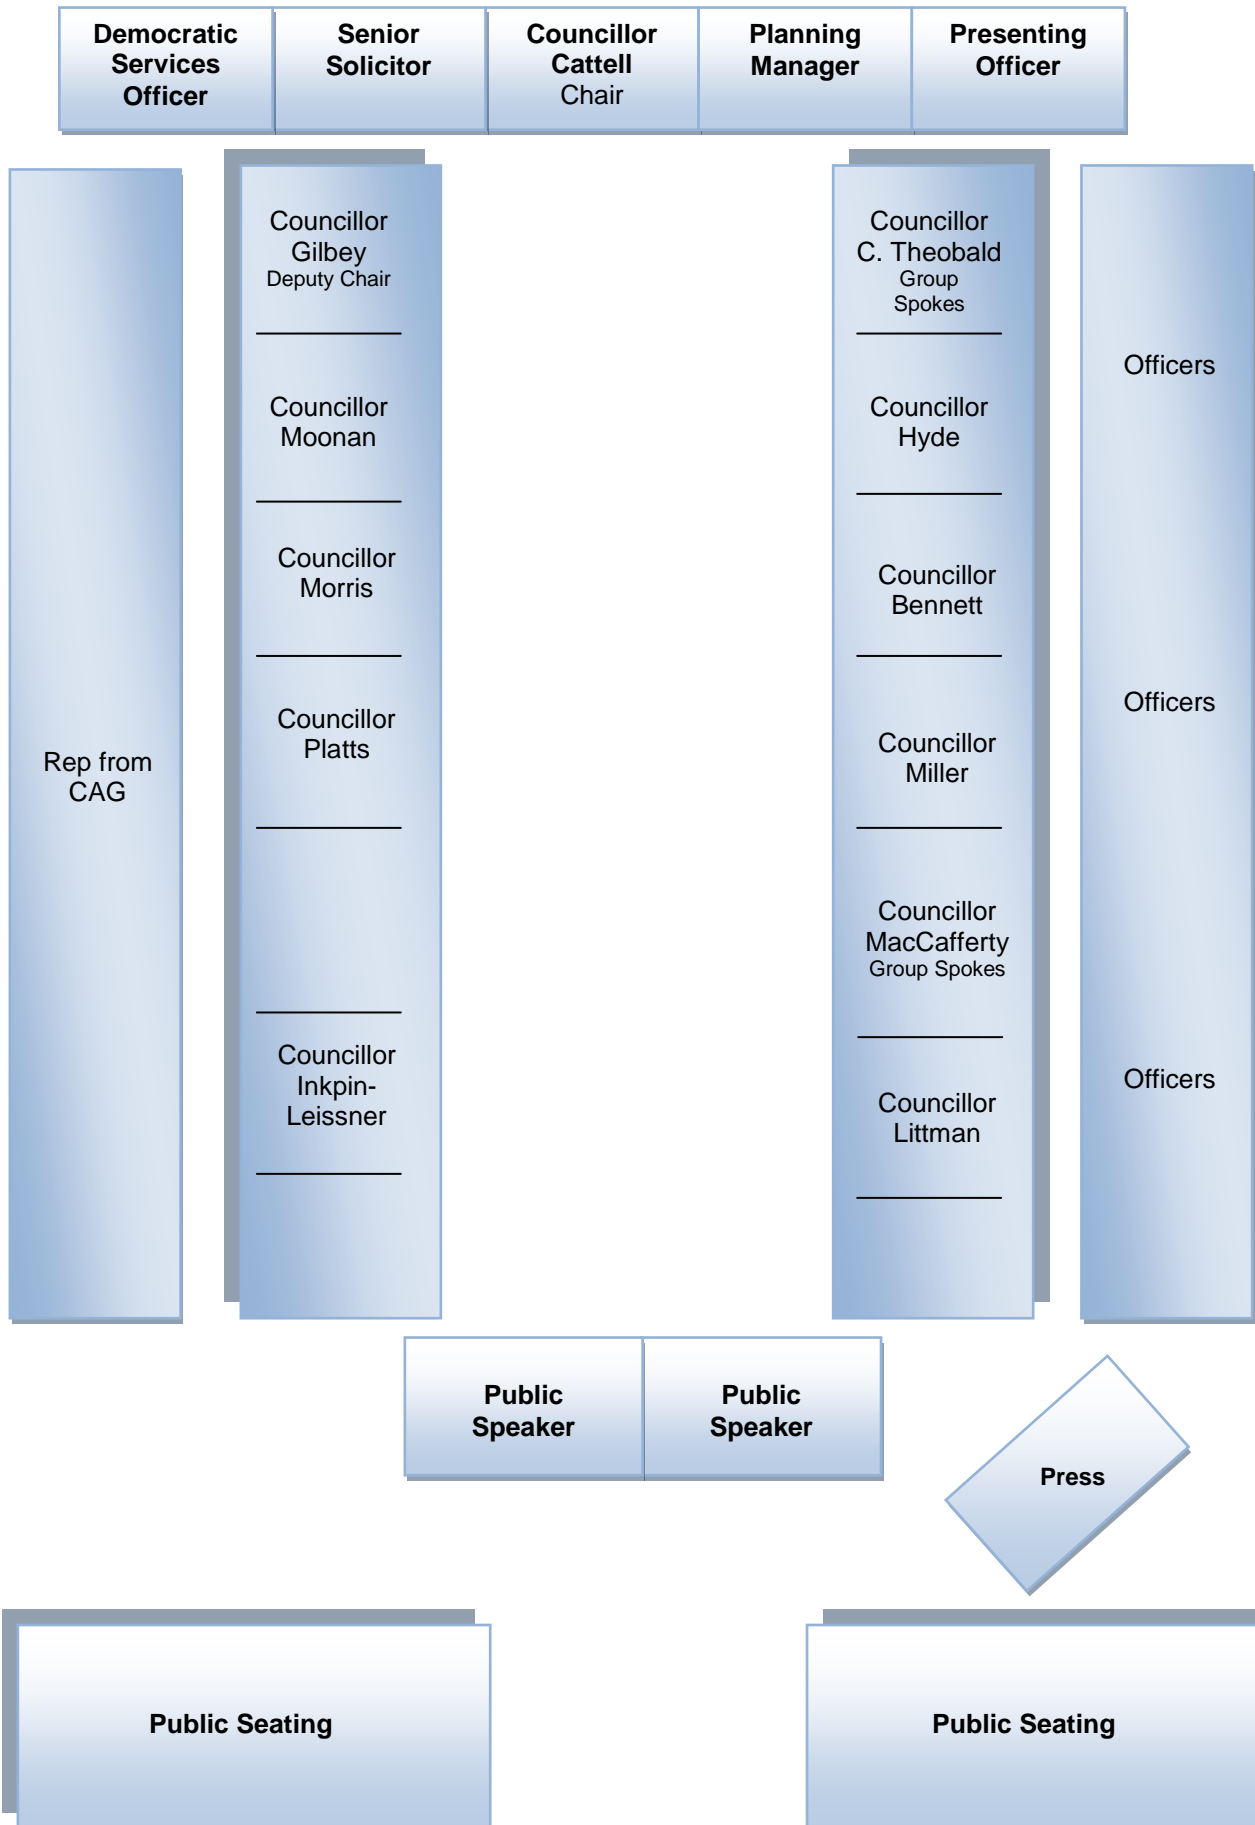 Democratic
Services
Officer
Senior
Solicitor
Councillor
Cattell
Chair
Planning
Manager
Presenting
Officer
Rep from
CAG
Councillor
Gilbey
Deputy Chair
Councillor
Moonan
Councillor
Morris
Councillor
Platts
Councillor
Inkpin-
Leissner
Councillor
C. Theobald
Group
Spokes
Councillor
Hyde
Councillor
Bennett
Councillor
Miller
Councillor
MacCafferty
Group Spokes
Councillor
Littman
Officers
Officers
Officers
Public
Speaker
Public
Speaker
Press
Public Seating
Public Seating